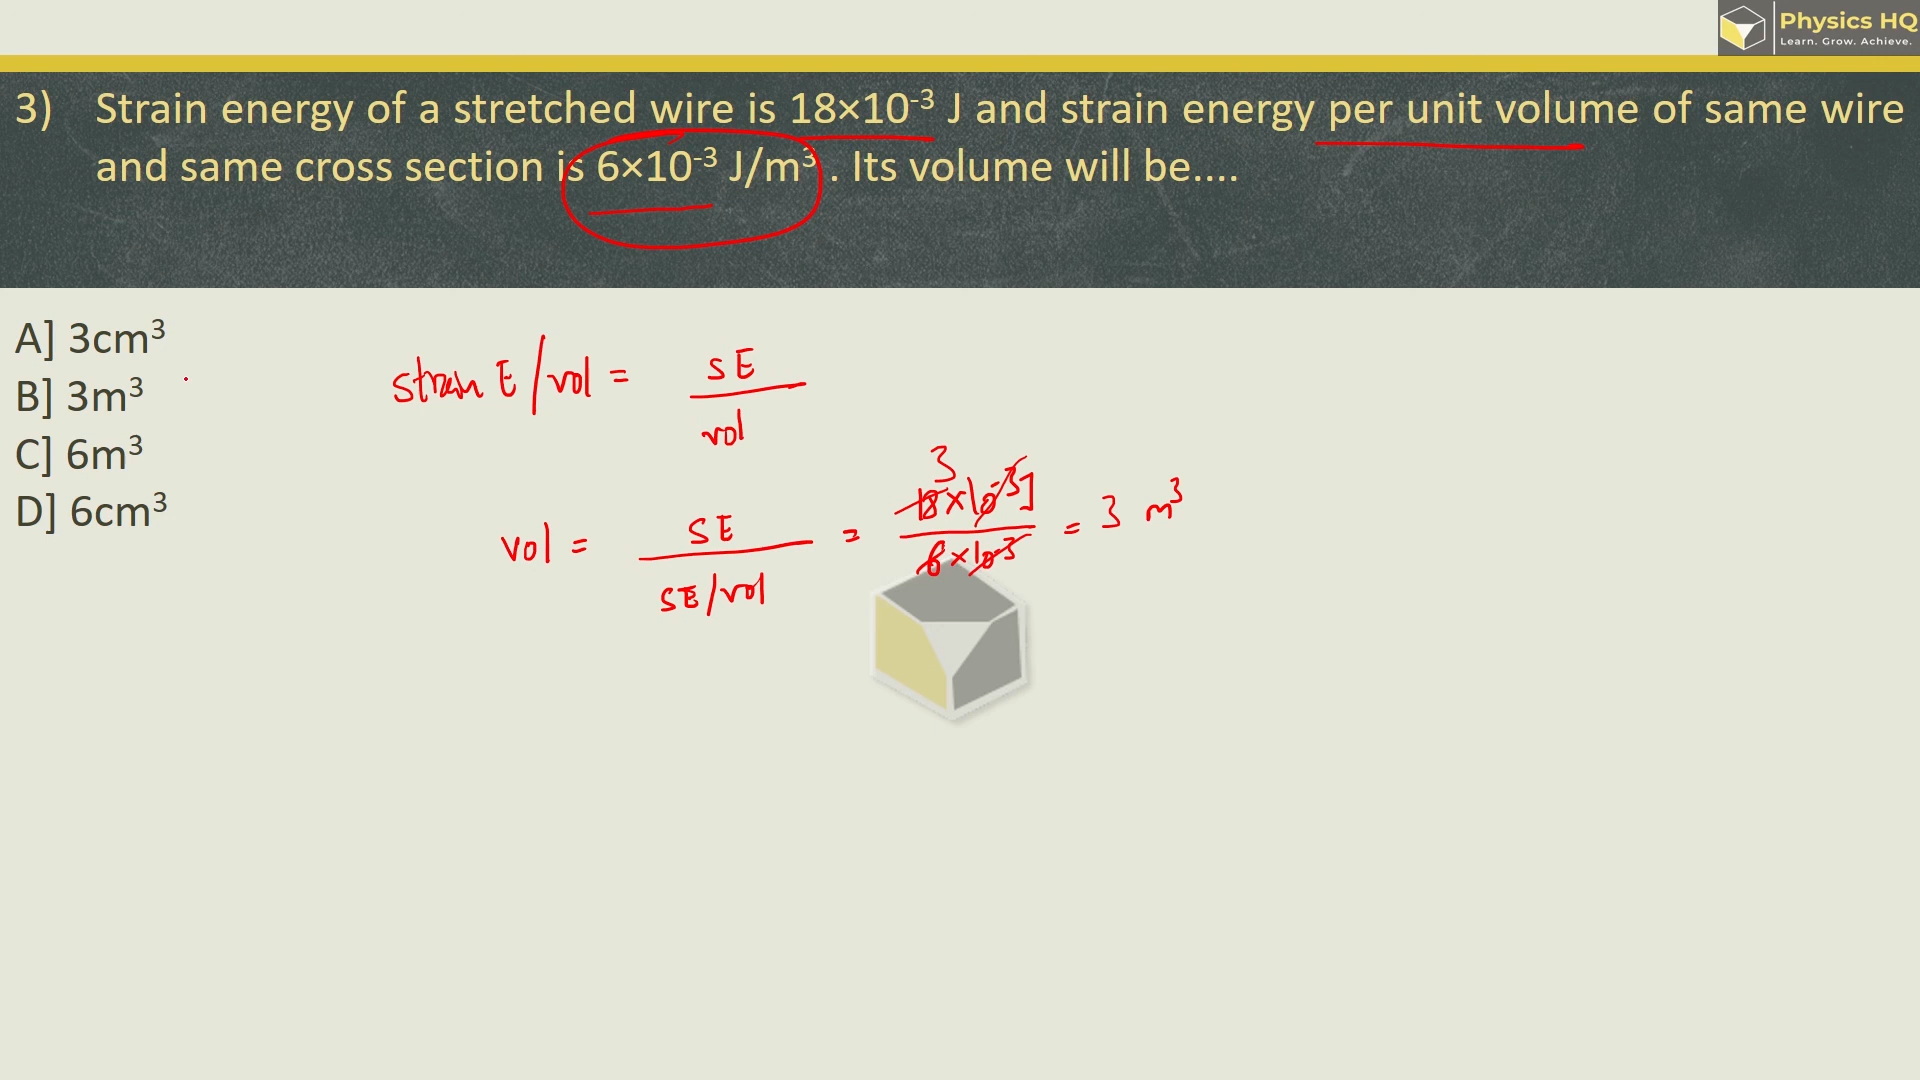 Physics HQ
Learn. Grow. Achieve.
3) Strain energy of a stretched wire is 18×10⁻³ J and strain energy per unit volume of same wire
and same cross section is 6×10⁻³ J/m³ . Its volume will be....
A] 3cm³
B] 3m³
C] 6m³
D] 6cm³
strain E/vol = SE
vol
3
vol = SE = 18×10⁻³J = 3 m³
SE/vol 6×10⁻³